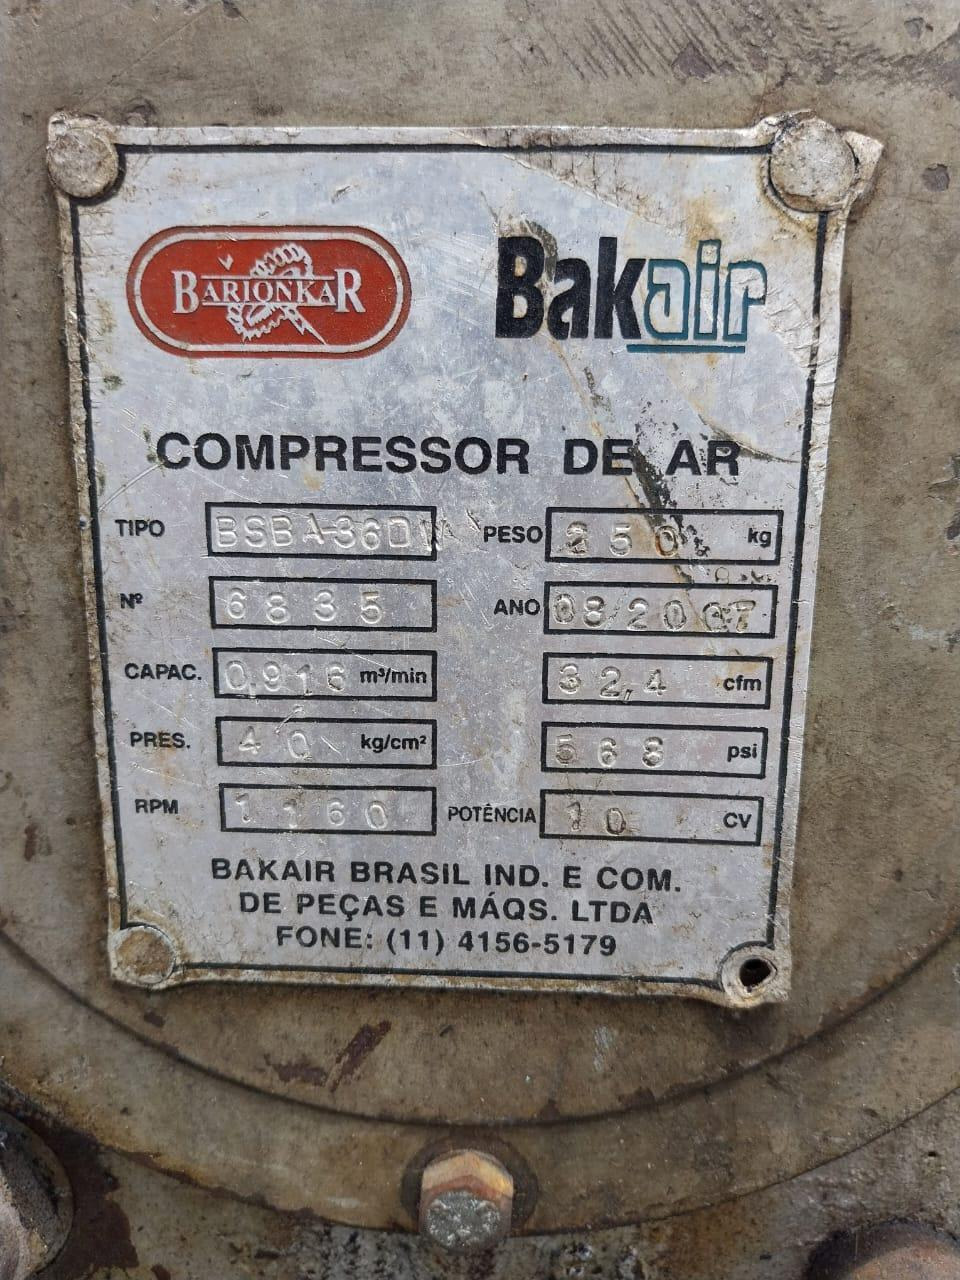 BARIONKAR Bakair
COMPRESSOR DE AR
TIPO BSBA-36D PESO 250 kg
Nº 6835 ANO 08/2007
CAPAC. 0,916 m³/min 32,4 cfm
PRES. 40 kg/cm² 568 psi
RPM 1160 POTÊNCIA 10 CV
BAKAIR BRASIL IND. E COM.
DE PEÇAS E MÁQS. LTDA
FONE: (11) 4156-5179